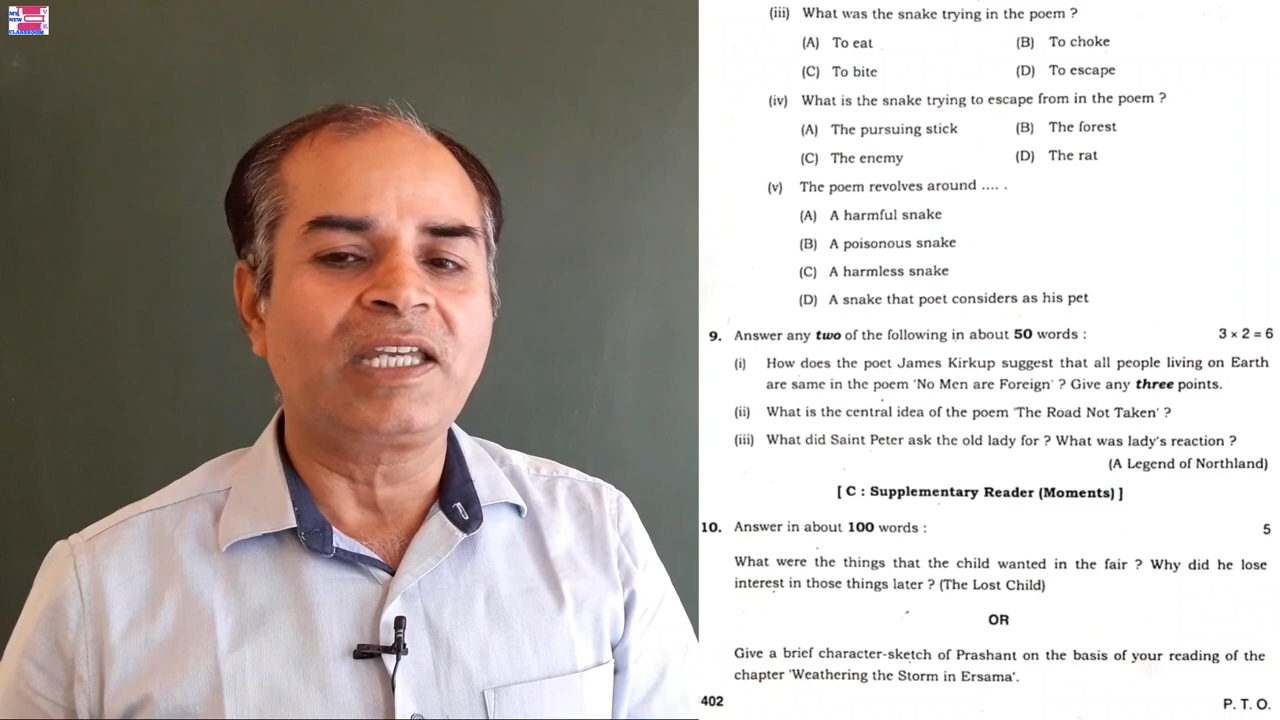 MY
NEW
CLASSROOM
V
K
(iii) What was the snake trying in the poem ?
(A) To eat (B) To choke
(C) To bite (D) To escape
(iv) What is the snake trying to escape from in the poem ?
(A) The pursuing stick (B) The forest
(C) The enemy (D) The rat
(v) The poem revolves around .... .
(A) A harmful snake
(B) A poisonous snake
(C) A harmless snake
(D) A snake that poet considers as his pet
9. Answer any two of the following in about 50 words : 3 × 2 = 6
(i) How does the poet James Kirkup suggest that all people living on Earth
are same in the poem 'No Men are Foreign' ? Give any three points.
(ii) What is the central idea of the poem 'The Road Not Taken' ?
(iii) What did Saint Peter ask the old lady for ? What was lady's reaction ?
(A Legend of Northland)
[ C : Supplementary Reader (Moments) ]
10. Answer in about 100 words : 5
What were the things that the child wanted in the fair ? Why did he lose
interest in those things later ? (The Lost Child)
OR
Give a brief character-sketch of Prashant on the basis of your reading of the
chapter 'Weathering the Storm in Ersama'.
402 P. T. O.